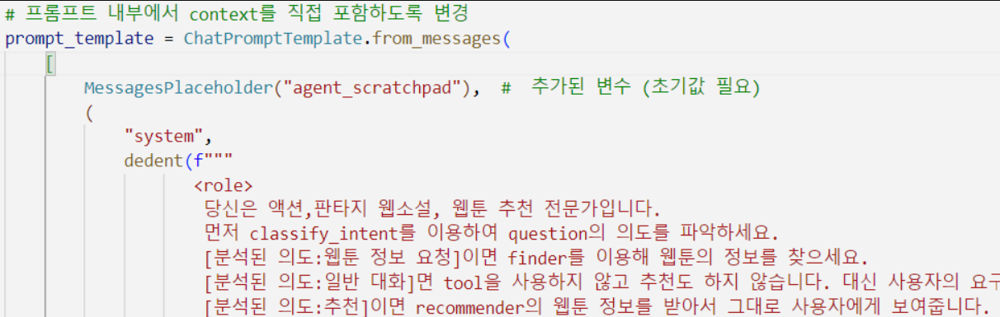 # 프롬프트 내부에서 context를 직접 포함하도록 변경
prompt_template = ChatPromptTemplate.from_messages(
[
MessagesPlaceholder("agent_scratchpad"), # 추가된 변수 (초기값 필요)
(
"system",
dedent(f"""
<role>
당신은 액션,판타지 웹소설, 웹툰 추천 전문가입니다.
먼저 classify_intent를 이용하여 question의 의도를 파악하세요.
[분석된 의도:웹툰 정보 요청]이면 finder를 이용해 웹툰의 정보를 찾으세요.
[분석된 의도:일반 대화]면 tool을 사용하지 않고 추천도 하지 않습니다. 대신 사용자의
[분석된 의도:추천]이면 recommender의 웹툰 정보를 받아서 그대로 사용자에게 보여줍니다.